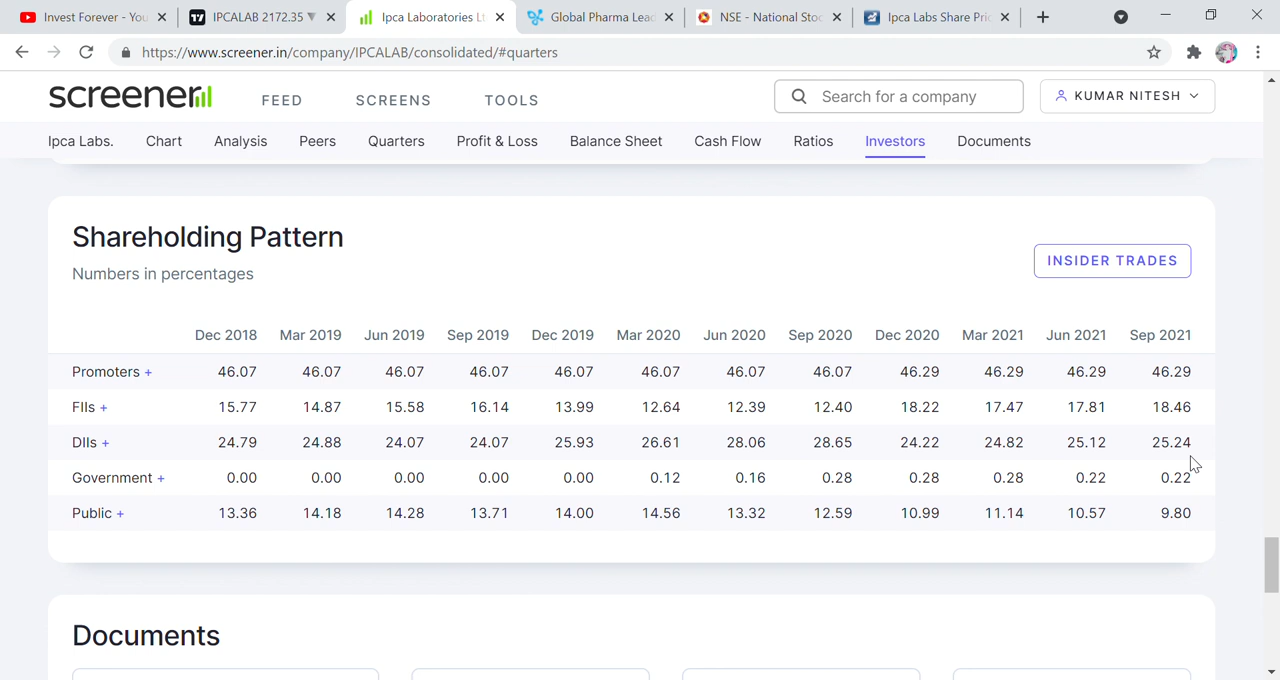 Invest Forever - You
IPCALAB 2172.35 ▼
Ipca Laboratories Lt
Global Pharma Lead
NSE - National Stoc
Ipca Labs Share Pric
https://www.screener.in/company/IPCALAB/consolidated/#quarters
screener
FEED SCREENS TOOLS
Search for a company
KUMAR NITESH
Ipca Labs. Chart Analysis Peers Quarters Profit & Loss Balance Sheet Cash Flow Ratios Investors Documents
Shareholding Pattern
Numbers in percentages
INSIDER TRADES
Dec 2018 Mar 2019 Jun 2019 Sep 2019 Dec 2019 Mar 2020 Jun 2020 Sep 2020 Dec 2020 Mar 2021 Jun 2021 Sep 2021
Promoters + 46.07 46.07 46.07 46.07 46.07 46.07 46.07 46.07 46.29 46.29 46.29 46.29
FIIs + 15.77 14.87 15.58 16.14 13.99 12.64 12.39 12.40 18.22 17.47 17.81 18.46
DIIs + 24.79 24.88 24.07 24.07 25.93 26.61 28.06 28.65 24.22 24.82 25.12 25.24
Government + 0.00 0.00 0.00 0.00 0.00 0.12 0.16 0.28 0.28 0.28 0.22 0.22
Public + 13.36 14.18 14.28 13.71 14.00 14.56 13.32 12.59 10.99 11.14 10.57 9.80
Documents